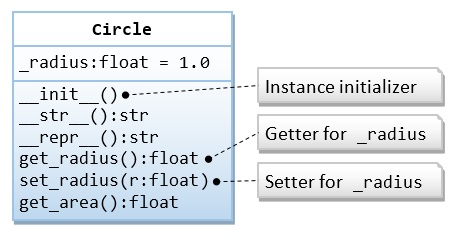 Circle
_radius:float = 1.0
__init__()
__str__():str
__repr__():str
get_radius():float
set_radius(r:float)
get_area():float
Instance initializer
Getter for _radius
Setter for _radius